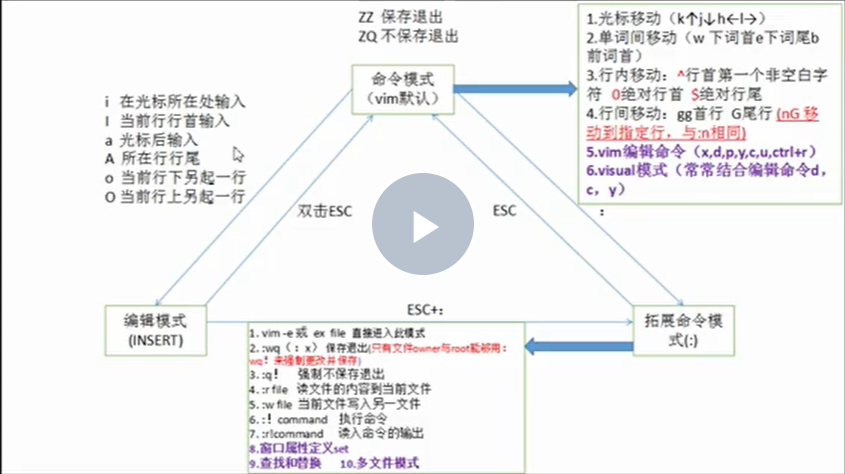 ZZ 保存退出
ZQ 不保存退出
命令模式
（vim默认）
1.光标移动（k↑j↓h←l→）
2.单词间移动（w 下词首e下词尾b
前词首）
3.行内移动：^行首第一个非空白字
符 0绝对行首 $绝对行尾
4.行间移动：gg首行 G尾行(nG 移
动到指定行，与:n相同)
5.vim编辑命令（x,d,p,y,c,u,ctrl+r）
6.visual模式（常常结合编辑命令d，
c，y）
：
i 在光标所在处输入
I 当前行行首输入
a 光标后输入
A 所在行行尾
o 当前行下另起一行
O 当前行上另起一行
双击ESC
ESC
ESC+：
编辑模式
(INSERT)
拓展命令模
式(:)
1. vim -e 或 ex file 直接进入此模式
2. :wq（：x）保存退出(只有文件owner与root能够用：
wq！来强制更改并保存)
3. :q！ 强制不保存退出
4. :r file 读文件的内容到当前文件
5. :w file 当前文件写入另一文件
6. :！command 执行命令
7. :r!command 读入命令的输出
8.窗口属性定义set
9.查找和替换 10.多文件模式